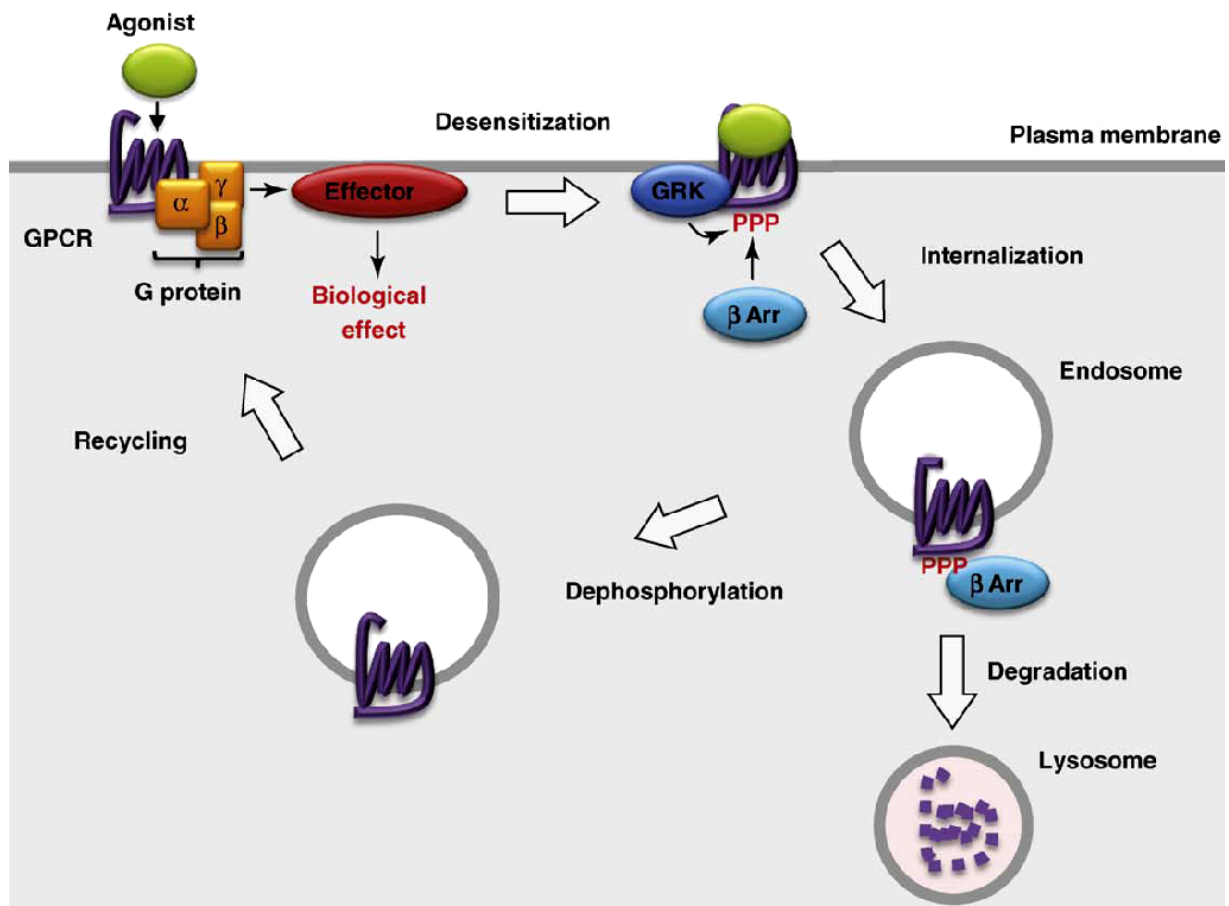 Agonist
Desensitization
Plasma membrane
GPCR
α
γ
β
G protein
Effector
Biological
effect
GRK
PPP
β Arr
Internalization
Endosome
PPP
β Arr
Recycling
Dephosphorylation
Degradation
Lysosome